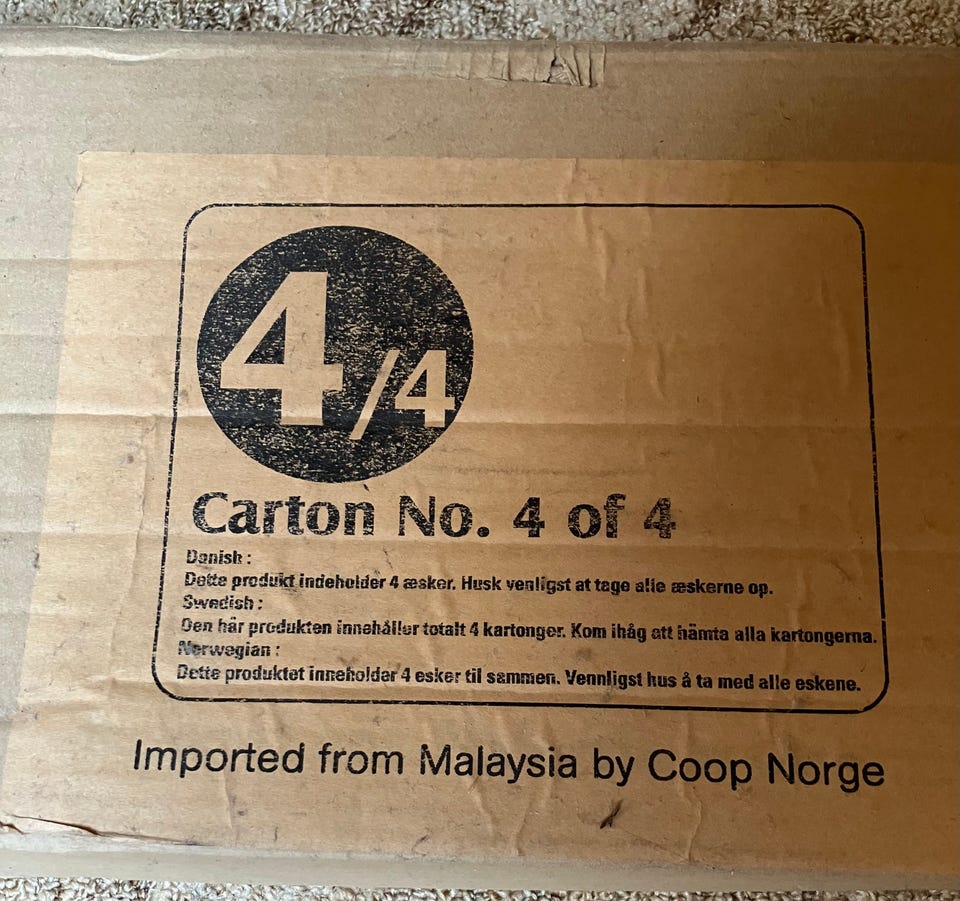 4/4
Carton No. 4 of 4
Danish :
Dette produkt indeholder 4 æsker. Husk venligst at tage alle æskerne op.
Swedish :
Den här produkten innehåller totalt 4 kartonger. Kom ihåg att hämta alla kartongerna.
Norwegian :
Dette produktet inneholder 4 esker til sammen. Vennligst hus å ta med alle eskene.
Imported from Malaysia by Coop Norge